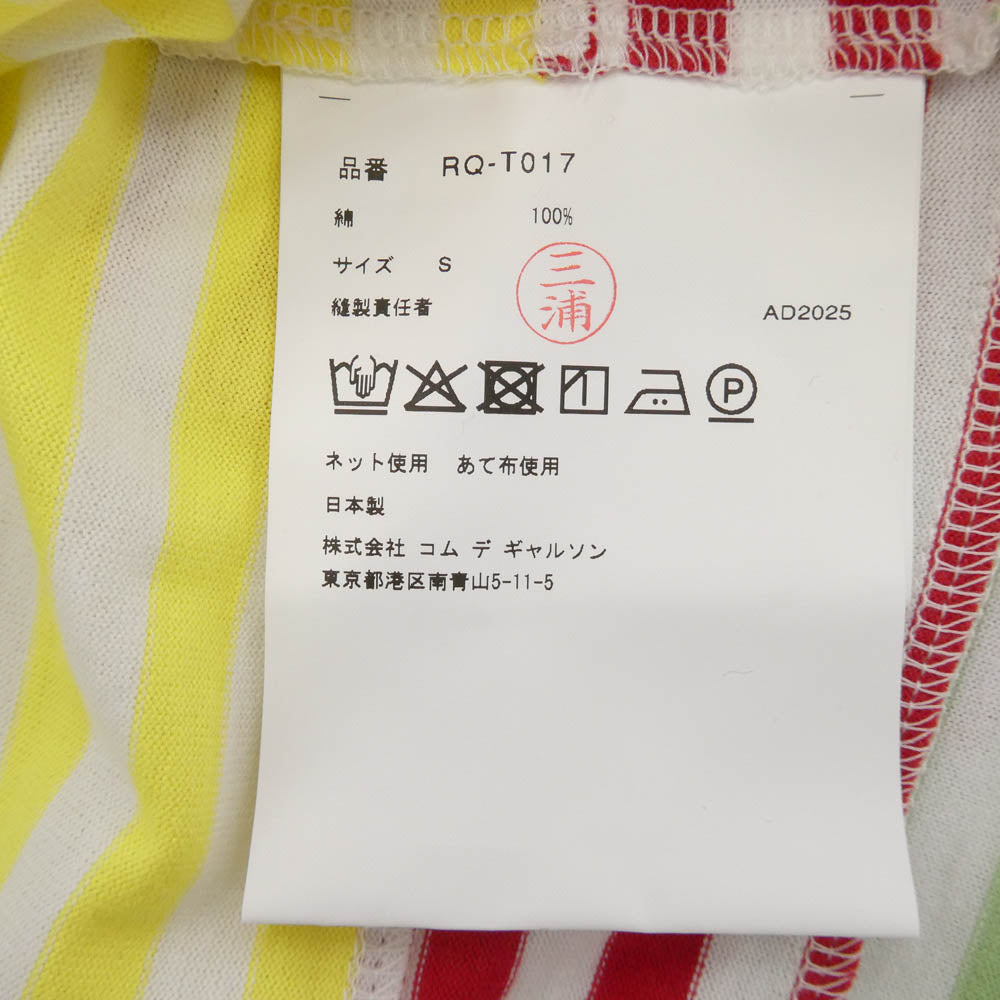 品番 RQ-T017
綿 100%
サイズ S
縫製責任者 三浦 AD2025
P
ネット使用 あて布使用
日本製
株式会社 コム デ ギャルソン
東京都港区南青山5-11-5